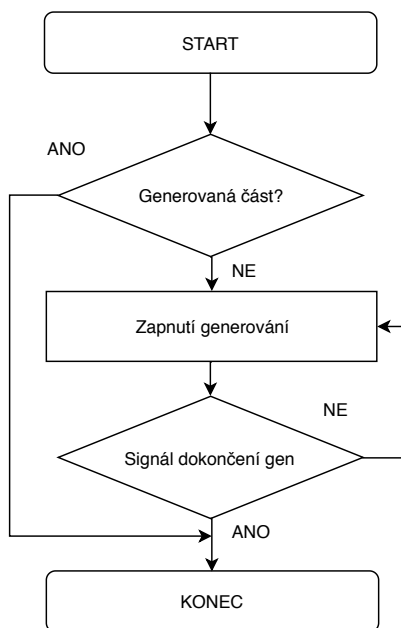 START
ANO
Generovaná část?
NE
Zapnutí generování
NE
Signál dokončení gen
ANO
KONEC